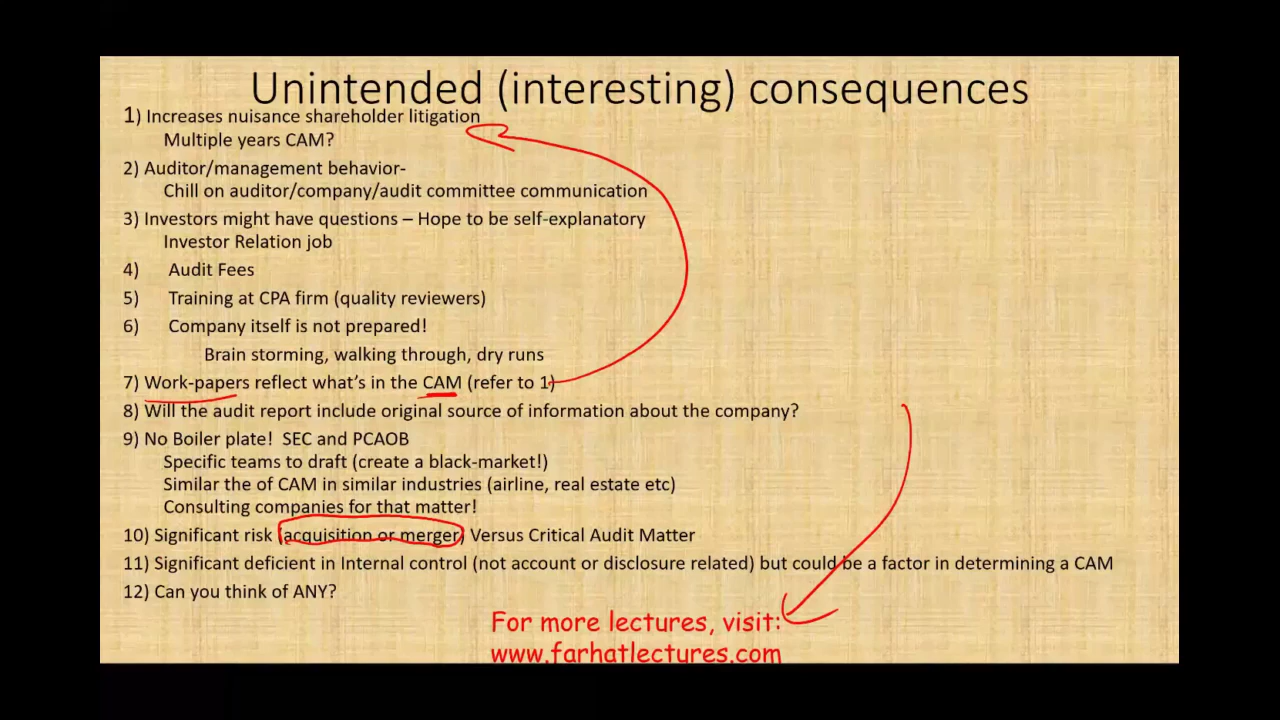 Unintended (interesting) consequences
1) Increases nuisance shareholder litigation
Multiple years CAM?
2) Auditor/management behavior-
Chill on auditor/company/audit committee communication
3) Investors might have questions – Hope to be self-explanatory
Investor Relation job
4) Audit Fees
5) Training at CPA firm (quality reviewers)
6) Company itself is not prepared!
Brain storming, walking through, dry runs
7) Work-papers reflect what's in the CAM (refer to 1)
8) Will the audit report include original source of information about the company?
9) No Boiler plate! SEC and PCAOB
Specific teams to draft (create a black-market!)
Similar the of CAM in similar industries (airline, real estate etc)
Consulting companies for that matter!
10) Significant risk (acquisition or merger) Versus Critical Audit Matter
11) Significant deficient in Internal control (not account or disclosure related) but could be a factor in determining a CAM
12) Can you think of ANY?
For more lectures, visit:
www.farhatlectures.com